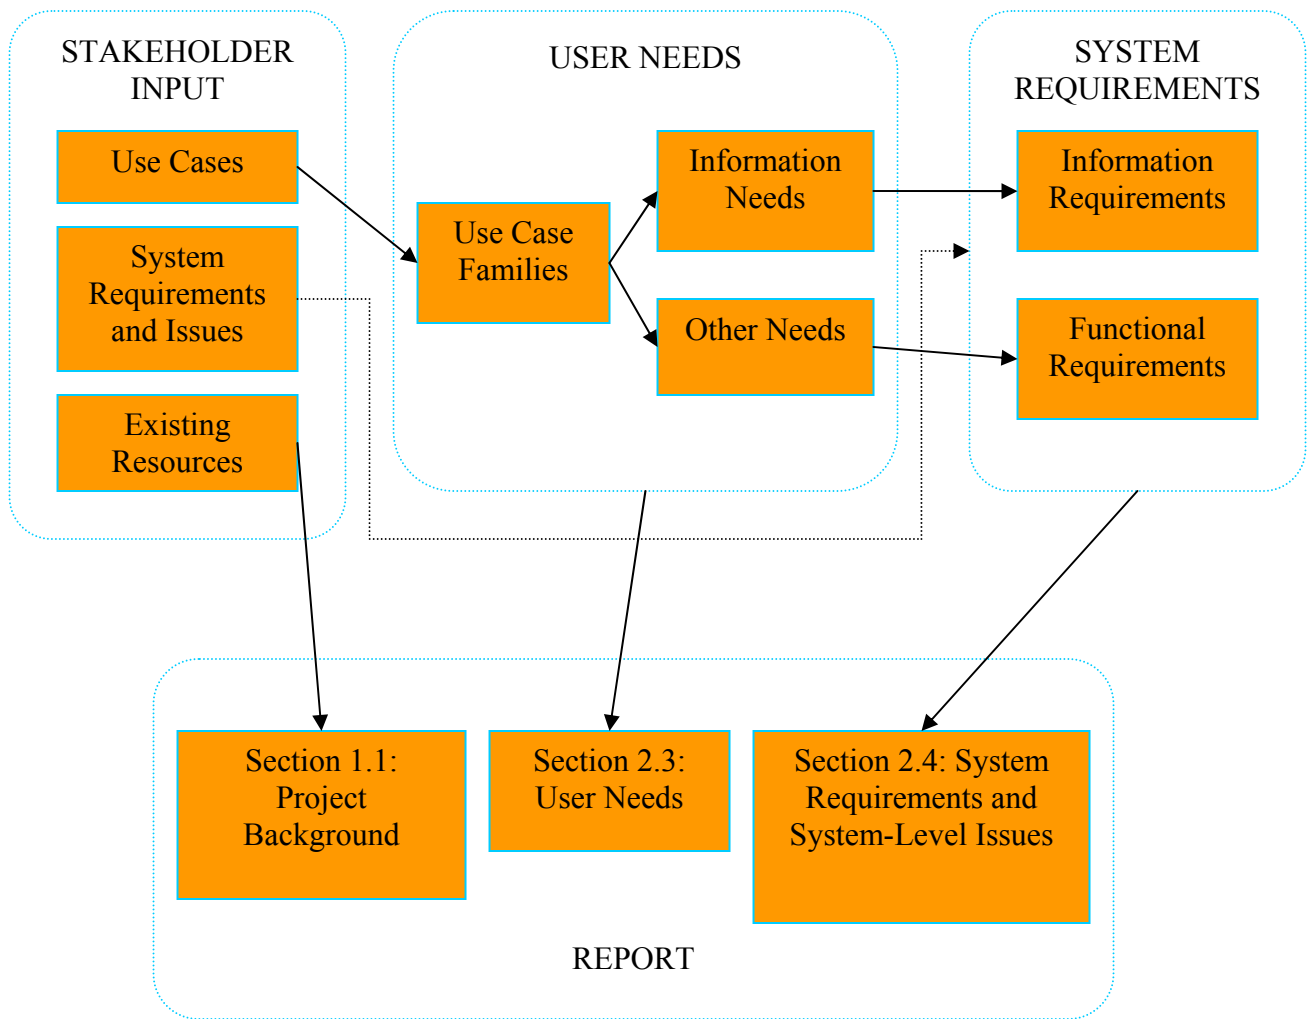 STAKEHOLDER
INPUT
Use Cases
System
Requirements
and Issues
Existing
Resources
USER NEEDS
Use Case
Families
Information
Needs
Other Needs
SYSTEM
REQUIREMENTS
Information
Requirements
Functional
Requirements
Section 1.1:
Project
Background
Section 2.3:
User Needs
Section 2.4: System
Requirements and
System-Level Issues
REPORT